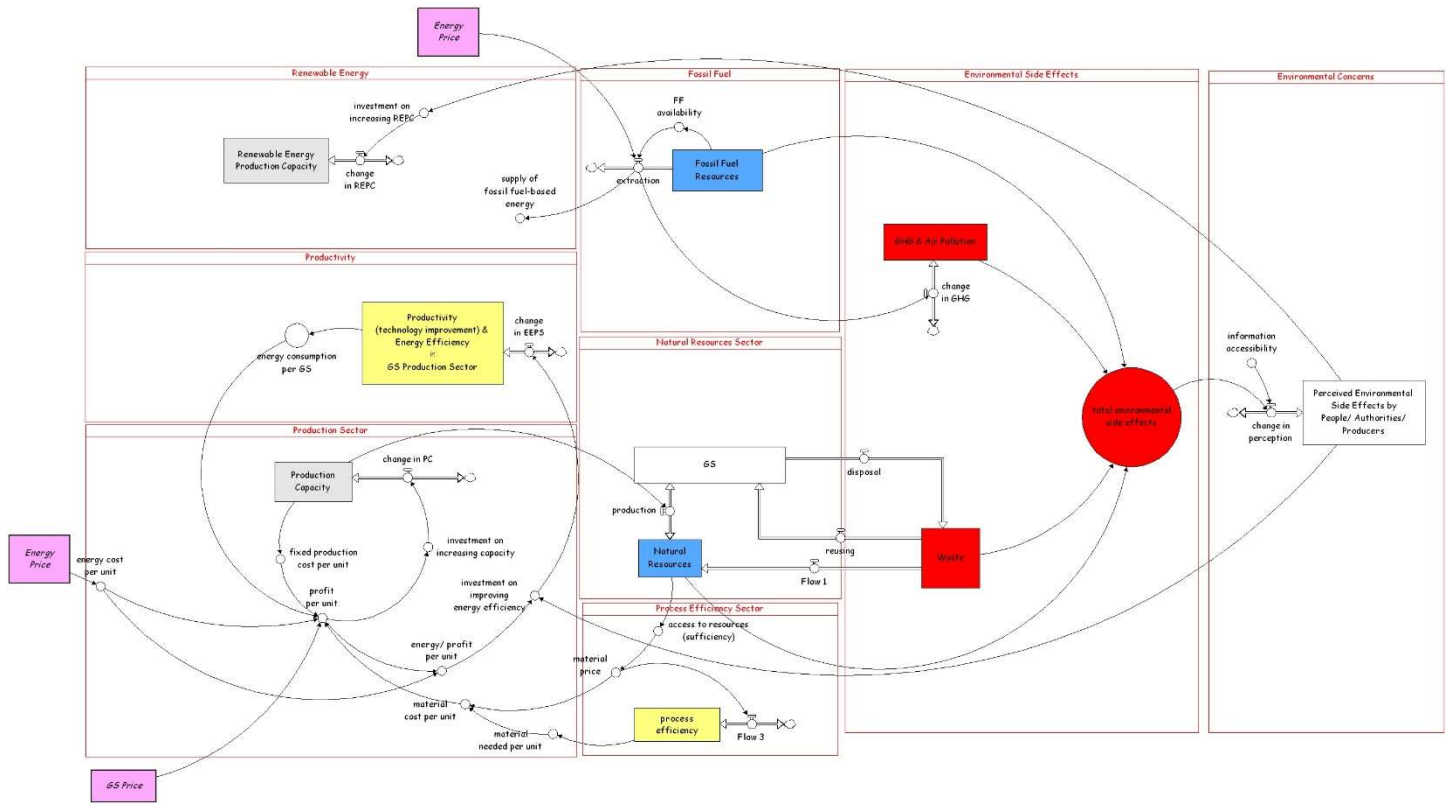 Energy
Price
Renewable Energy
investment on
increasing REPC
Renewable Energy
Production Capacity
change
in REPC
supply of
fossil fuel-based
energy
Fossil Fuel
FF
availability
Fossil Fuel
Resources
extraction
Environmental Side Effects
GHG & Air Pollution
change
in GHG
Total environmental
side effects
Environmental Concerns
information
accessibility
change in
perception
Perceived Environmental
Side Effects by
People/ Authorities/
Producers
Productivity
Productivity
(technology improvement) &
Energy Efficiency
in
GS Production Sector
change
in EEPS
energy consumption
per GS
Natural Resources Sector
GS
disposal
production
Natural
Resources
reusing
Flow 1
Waste
Production Sector
Production
Capacity
change in PC
fixed production
cost per unit
investment on
increasing capacity
Energy
Price
energy cost
per unit
profit
per unit
investment on
improving
energy efficiency
energy/ profit
per unit
material
cost per unit
material
needed per unit
GS Price
Process Efficiency Sector
access to resources
(sufficiency)
material
price
process
efficiency
Flow 3